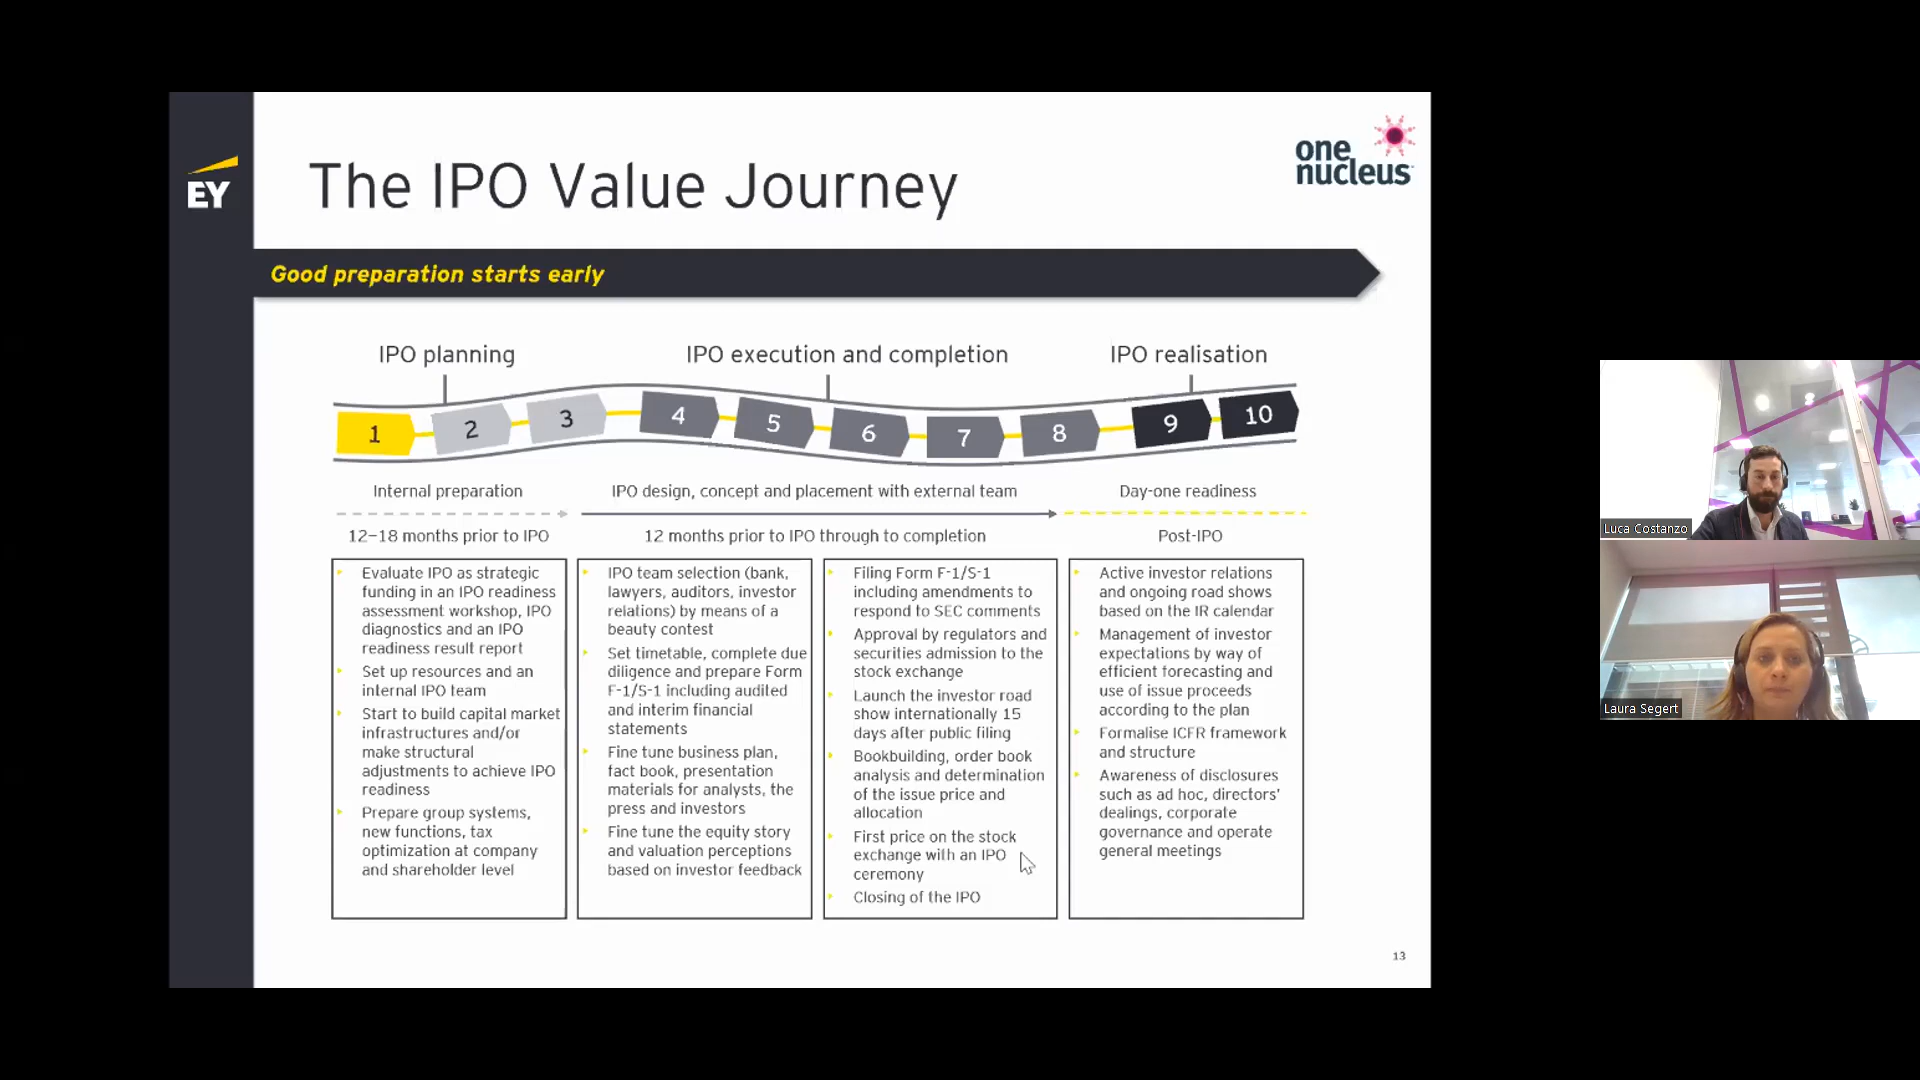 EY
The IPO Value Journey
one
nucleus
Good preparation starts early
IPO planning
IPO execution and completion
IPO realisation
1
2
3
4
5
6
7
8
9
10
Internal preparation
IPO design, concept and placement with external team
Day-one readiness
12–18 months prior to IPO
12 months prior to IPO through to completion
Post-IPO
Evaluate IPO as strategic
funding in an IPO readiness
assessment workshop, IPO
diagnostics and an IPO
readiness result report
Set up resources and an
internal IPO team
Start to build capital market
infrastructures and/or
make structural
adjustments to achieve IPO
readiness
Prepare group systems,
new functions, tax
optimization at company
and shareholder level
IPO team selection (bank,
lawyers, auditors, investor
relations) by means of a
beauty contest
Set timetable, complete due
diligence and prepare Form
F-1/S-1 including audited
and interim financial
statements
Fine tune business plan,
fact book, presentation
materials for analysts, the
press and investors
Fine tune the equity story
and valuation perceptions
based on investor feedback
Filing Form F-1/S-1
including amendments to
respond to SEC comments
Approval by regulators and
securities admission to the
stock exchange
Launch the investor road
show internationally 15
days after public filing
Bookbuilding, order book
analysis and determination
of the issue price and
allocation
First price on the stock
exchange with an IPO
ceremony
Closing of the IPO
Active investor relations
and ongoing road shows
based on the IR calendar
Management of investor
expectations by way of
efficient forecasting and
use of issue proceeds
according to the plan
Formalise ICFR framework
and structure
Awareness of disclosures
such as ad hoc, directors'
dealings, corporate
governance and operate
general meetings
13
Luca Costanzo
Laura Segert